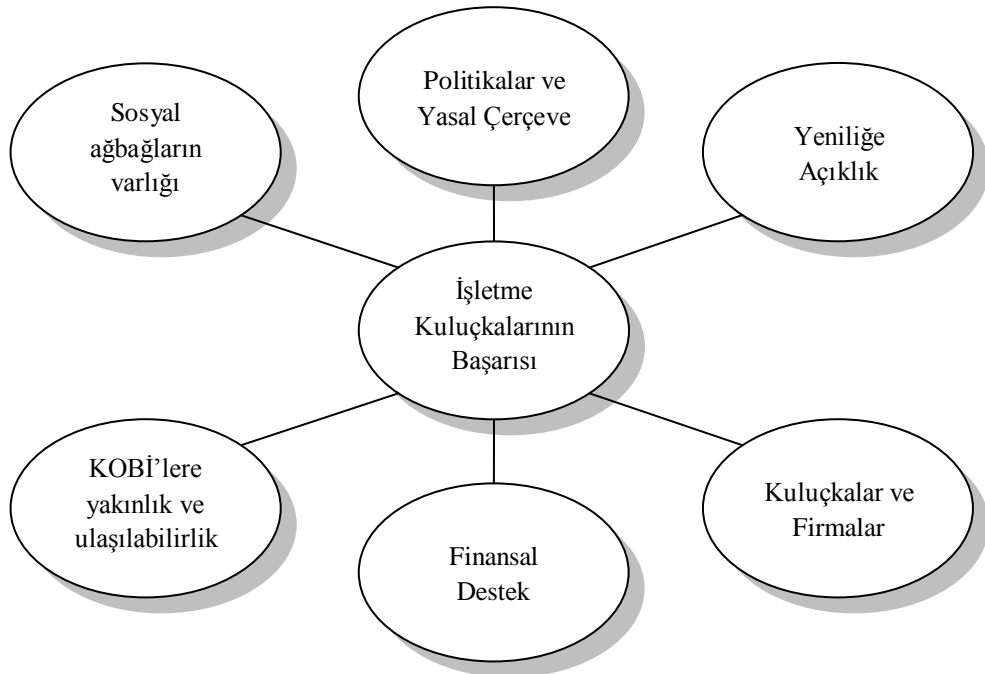 Politikalar ve
Yasal Çerçeve
Sosyal
ağbağların
varlığı
Yeniliğe
Açıklık
İşletme
Kuluçkalarının
Başarısı
KOBİ’lere
yakınlık ve
ulaşılabilirlik
Kuluçkalar ve
Firmalar
Finansal
Destek